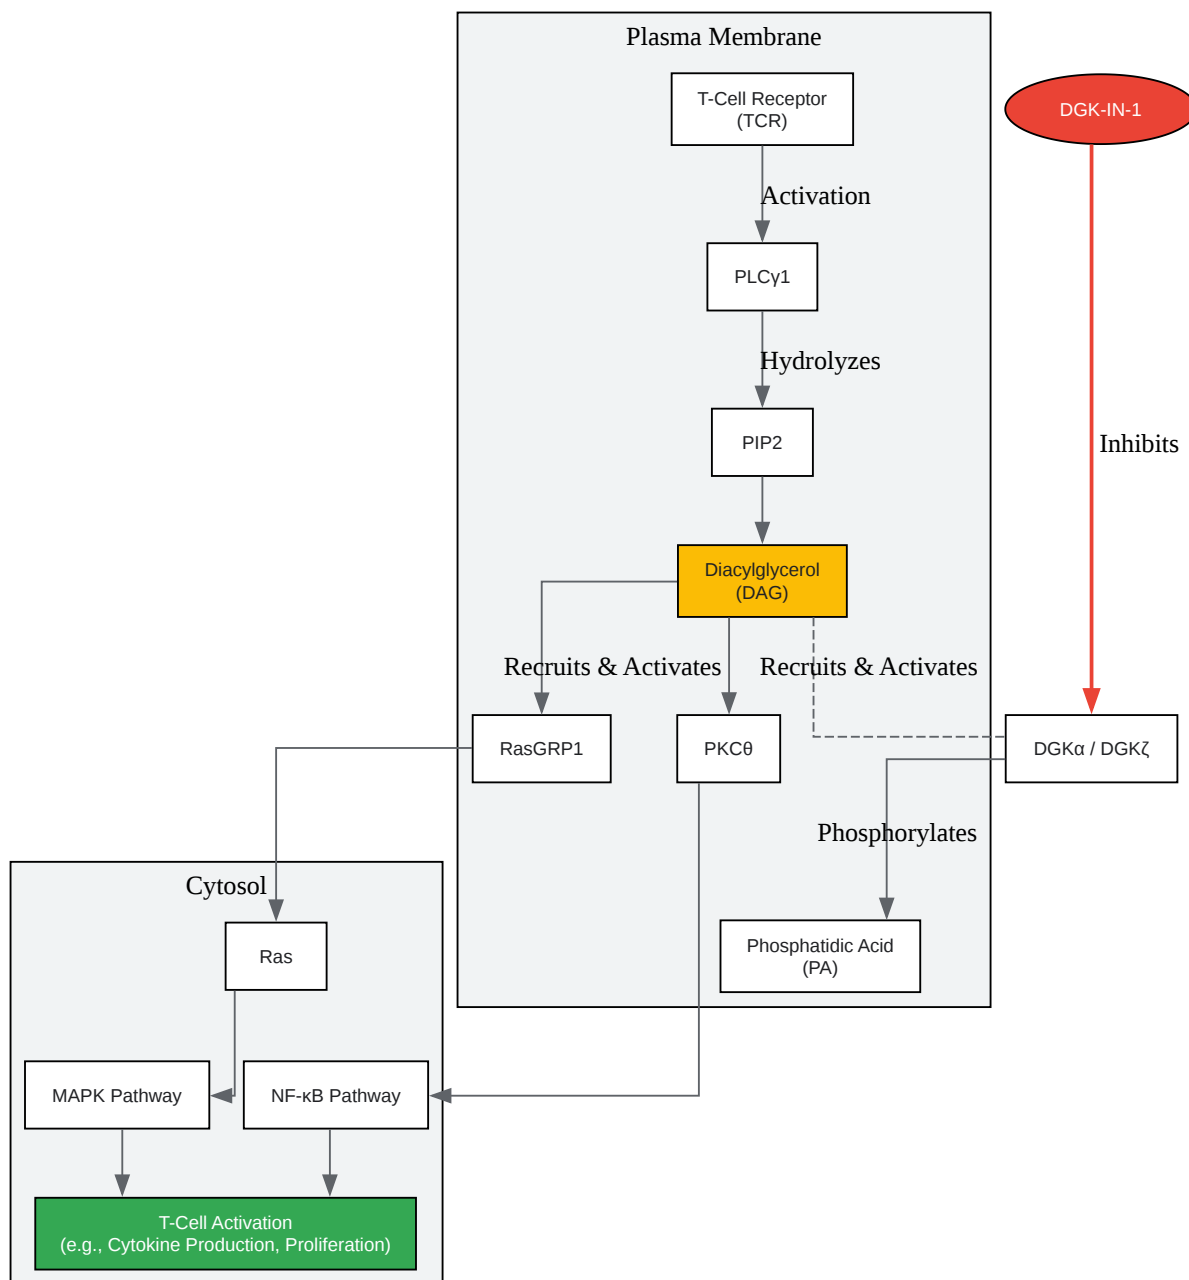 Plasma Membrane
T-Cell Receptor
(TCR)
DGK-IN-1
Activation
PLCγ1
Hydrolyzes
PIP2
Inhibits
Diacylglycerol
(DAG)
Recruits & Activates
Recruits & Activates
RasGRP1
PKCθ
DGKα / DGKζ
Phosphorylates
Cytosol
Ras
Phosphatidic Acid
(PA)
MAPK Pathway
NF-κB Pathway
T-Cell Activation
(e.g., Cytokine Production, Proliferation)